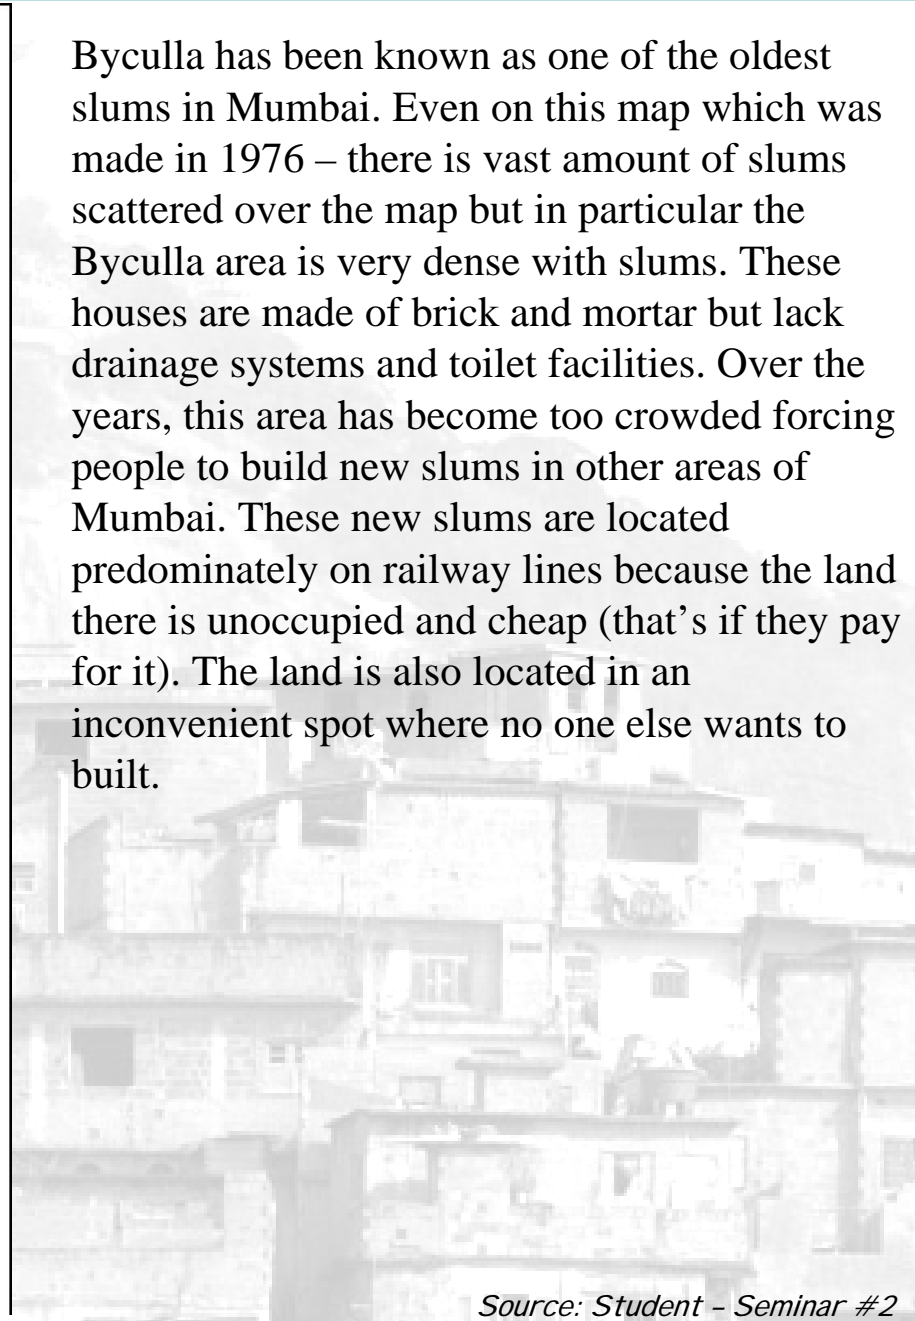 Byculla has been known as one of the oldest
slums in Mumbai. Even on this map which was
made in 1976 – there is vast amount of slums
scattered over the map but in particular the
Byculla area is very dense with slums. These
houses are made of brick and mortar but lack
drainage systems and toilet facilities. Over the
years, this area has become too crowded forcing
people to build new slums in other areas of
Mumbai. These new slums are located
predominately on railway lines because the land
there is unoccupied and cheap (that’s if they pay
for it). The land is also located in an
inconvenient spot where no one else wants to
built.
Source: Student – Seminar #2